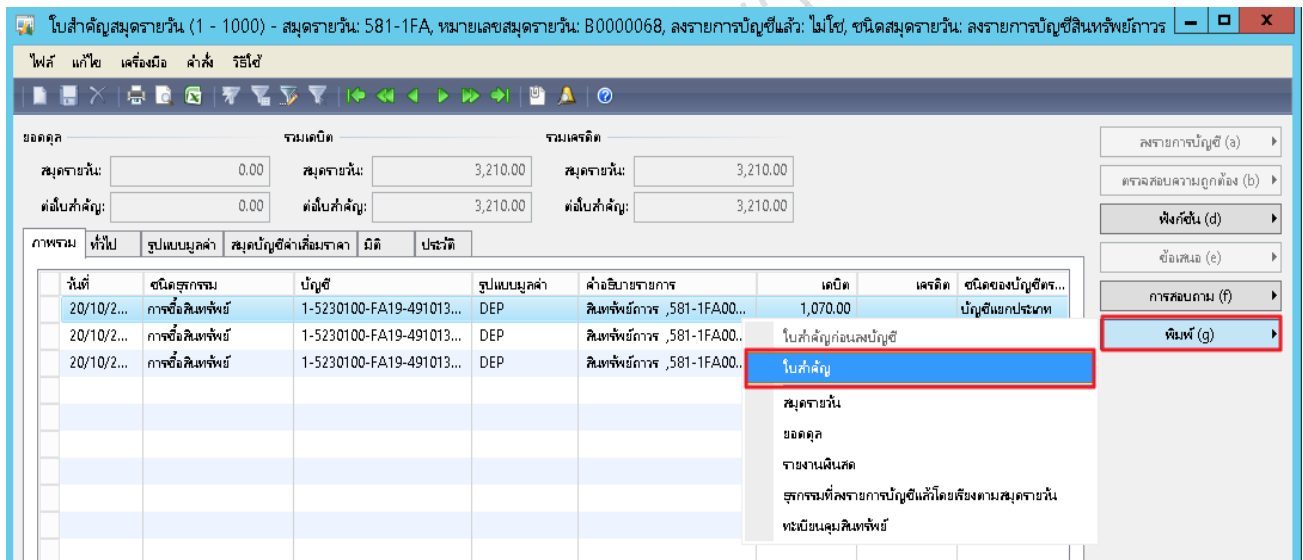 ใบสำคัญสมุดรายวัน (1 - 1000) - สมุดรายวัน: 581-1FA, หมายเลขสมุดรายวัน: B0000068, ลงรายการบัญชีแล้ว: ไม่ใช่, ชนิดสมุดรายวัน: ลงรายการบัญชีสินทรัพย์ถาวร
ไฟล์ แก้ไข เครื่องมือ คำสั่ง วิธีใช้
ยอดดุล รวมเดบิต รวมเครดิต
สมุดรายวัน: 0.00 สมุดรายวัน: 3,210.00 สมุดรายวัน: 3,210.00
ต่อใบสำคัญ: 0.00 ต่อใบสำคัญ: 3,210.00 ต่อใบสำคัญ: 3,210.00
ภาพรวม ทั่วไป รูปแบบมูลค่า สมุดบัญชีค่าเสื่อมราคา มิติ ประวัติ
วันที่ ชนิดธุรกรรม บัญชี รูปแบบมูลค่า คำอธิบายรายการ เดบิต เครดิต ชนิดของบัญชีตร...
20/10/2... การซื้อสินทรัพย์ 1-5230100-FA19-491013... DEP สินทรัพย์ถาวร ,581-1FA00... 1,070.00 บัญชีแยกประเภท
20/10/2... การซื้อสินทรัพย์ 1-5230100-FA19-491013... DEP สินทรัพย์ถาวร ,581-1FA00..
20/10/2... การซื้อสินทรัพย์ 1-5230100-FA19-491013... DEP สินทรัพย์ถาวร ,581-1FA00..
ใบสำคัญก่อนลงบัญชี
ใบสำคัญ
สมุดรายวัน
ยอดดุล
รายงานเงินสด
ธุรกรรมที่ลงรายการบัญชีแล้วโดยเรียงตามสมุดรายวัน
ทะเบียนคุมสินทรัพย์
ลงรายการบัญชี (a)
ตรวจสอบความถูกต้อง (b)
ฟังก์ชัน (d)
ข้อเสนอ (e)
การสอบถาม (f)
พิมพ์ (g)